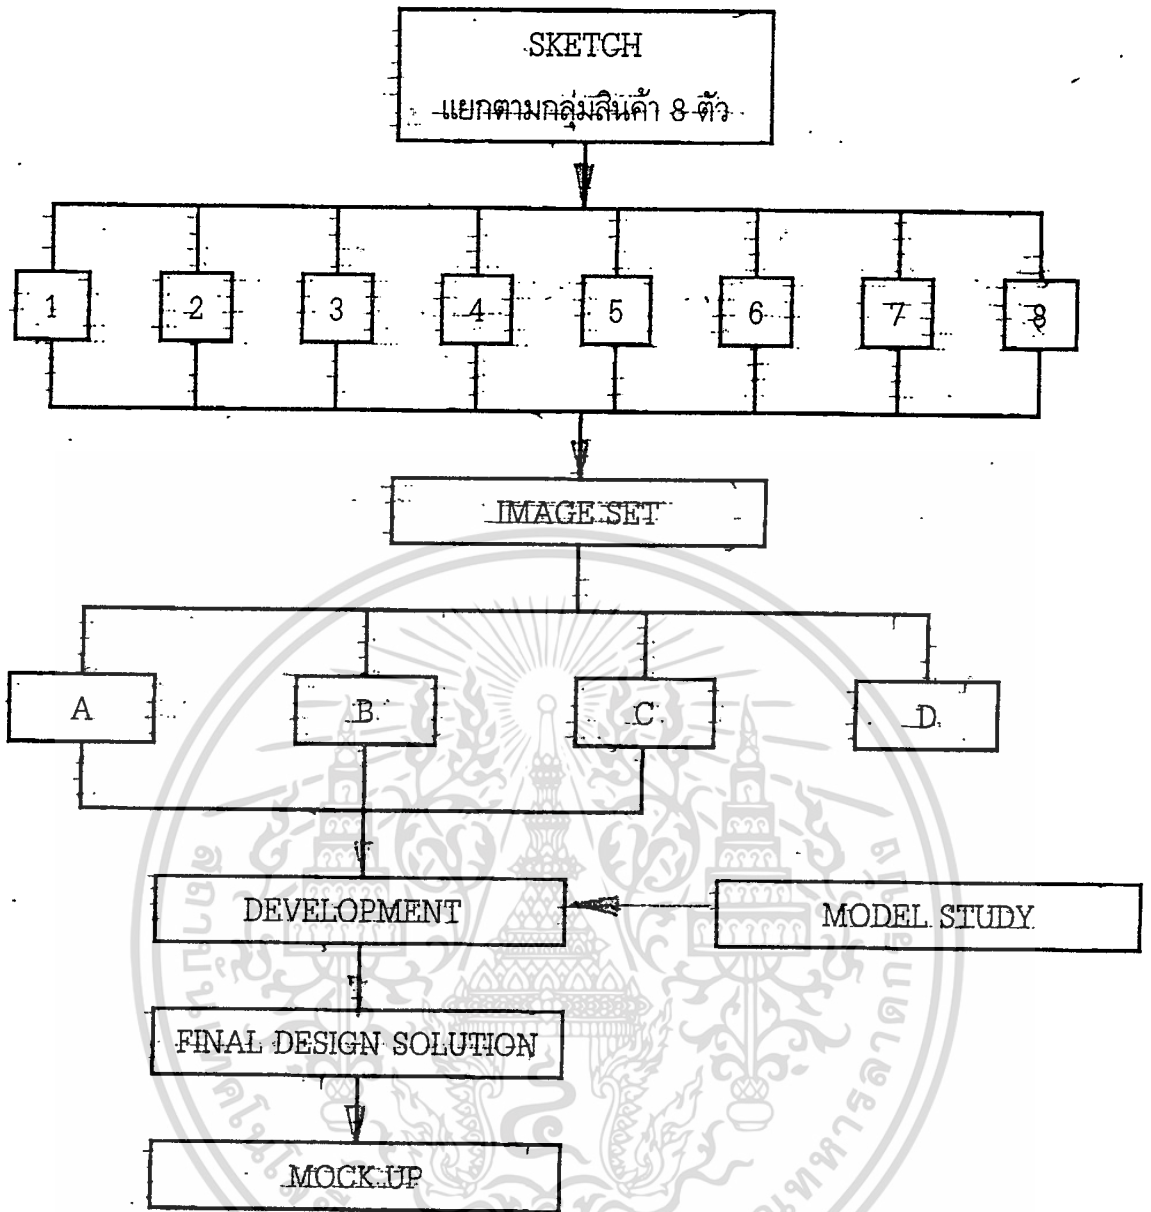 SKETCH
แยกตามกลุ่มสินค้า 8 ตัว
1 2 3 4 5 6 7 8
IMAGE SET
A B C D
DEVELOPMENT
MODEL STUDY
FINAL DESIGN SOLUTION
MOCK UP